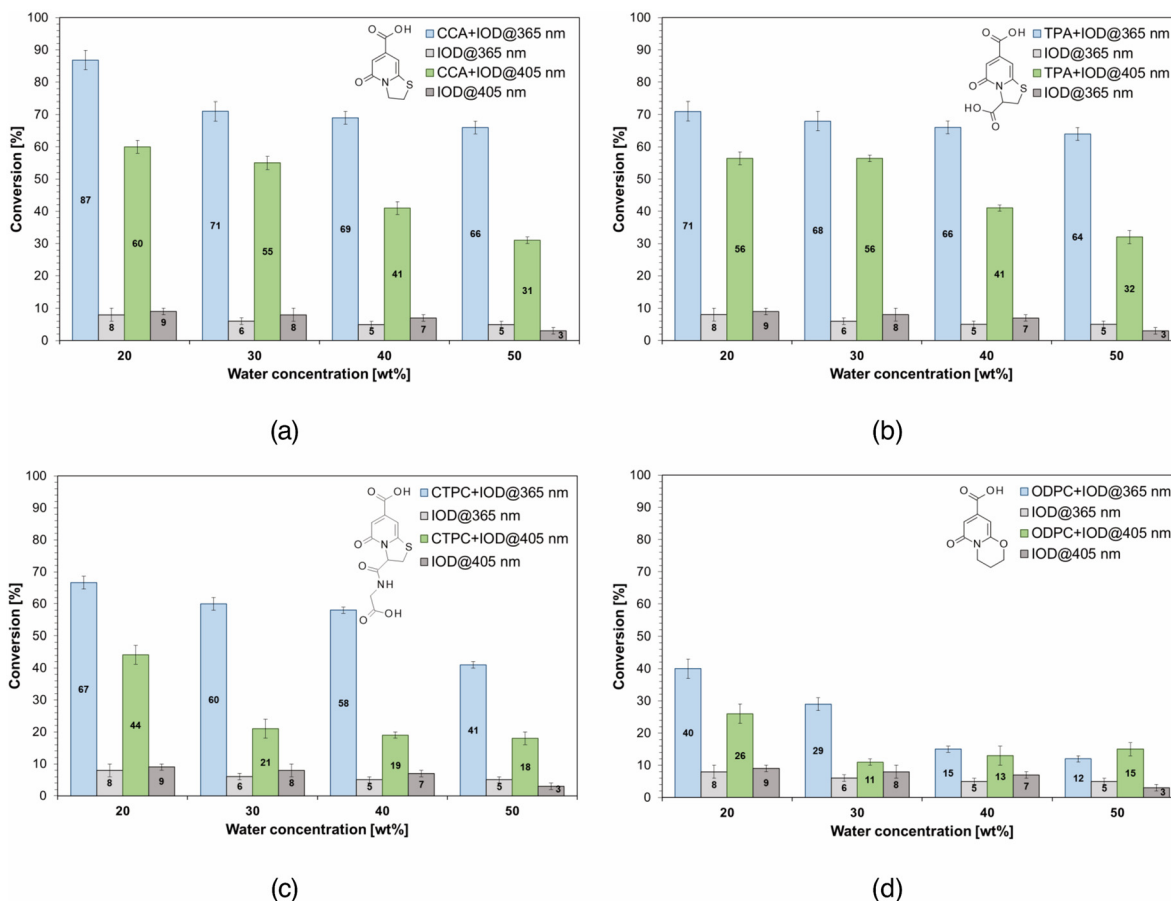 100
90
80
70
60
50
40
30
20
10
0
Conversion [%]
CCA+IOD@365 nm
IOD@365 nm
CCA+IOD@405 nm
IOD@405 nm
O
OH
O
N
S
87
8
60
9
71
6
55
8
69
5
41
7
66
5
31
3
20
30
40
50
Water concentration [wt%]
(a)
100
90
80
70
60
50
40
30
20
10
0
Conversion [%]
TPA+IOD@365 nm
IOD@365 nm
TPA+IOD@405 nm
IOD@365 nm
O
OH
O
N
S
HO
O
71
8
56
9
68
6
56
8
66
5
41
7
64
5
32
3
20
30
40
50
Water concentration [wt%]
(b)
100
90
80
70
60
50
40
30
20
10
0
Conversion [%]
CTPC+IOD@365 nm
IOD@365 nm
CTPC+IOD@405 nm
IOD@405 nm
O
OH
O
N
S
O
NH
O
OH
67
8
44
9
60
6
21
8
58
5
19
7
41
5
18
3
20
30
40
50
Water concentration [wt%]
(c)
100
90
80
70
60
50
40
30
20
10
0
Conversion [%]
ODPC+IOD@365 nm
IOD@365 nm
ODPC+IOD@405 nm
IOD@405 nm
O
OH
O
N
O
40
8
26
9
29
6
11
8
15
5
13
7
12
5
15
3
20
30
40
50
Water concentration [wt%]
(d)